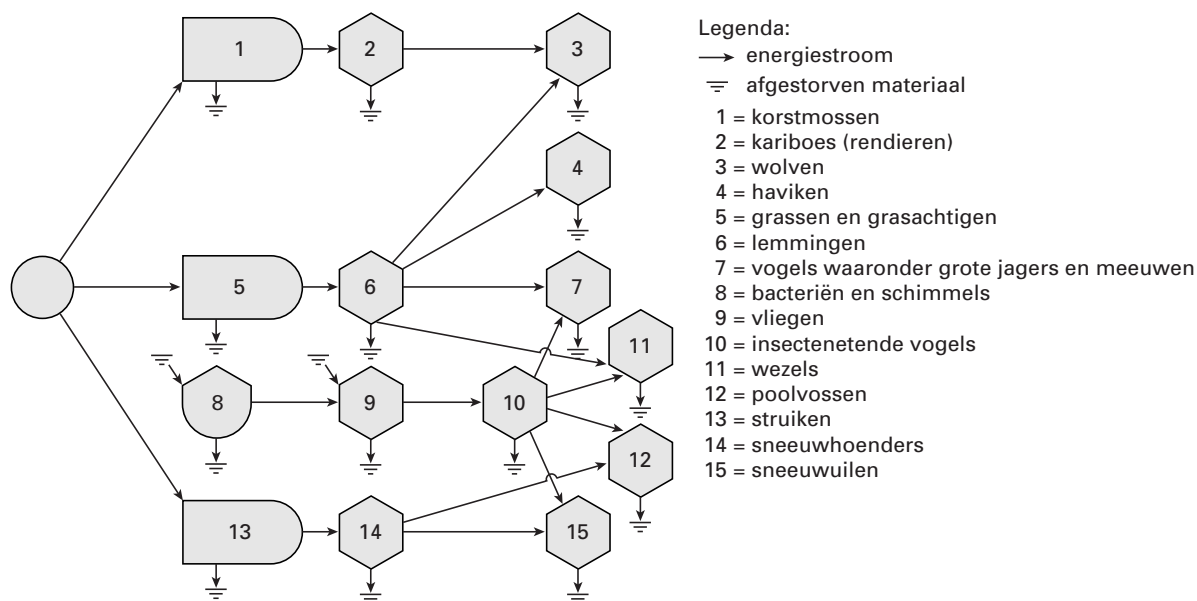 1
2
3
4
5
6
7
11
8
9
10
12
13
14
15
Legenda:
energiestroom
afgestorven materiaal
1 = korstmossen
2 = kariboes (rendieren)
3 = wolven
4 = haviken
5 = grassen en grasachtigen
6 = lemmingen
7 = vogels waaronder grote jagers en meeuwen
8 = bacteriën en schimmels
9 = vliegen
10 = insectenetende vogels
11 = wezels
12 = poolvossen
13 = struiken
14 = sneeuwhoenders
15 = sneeuwuilen